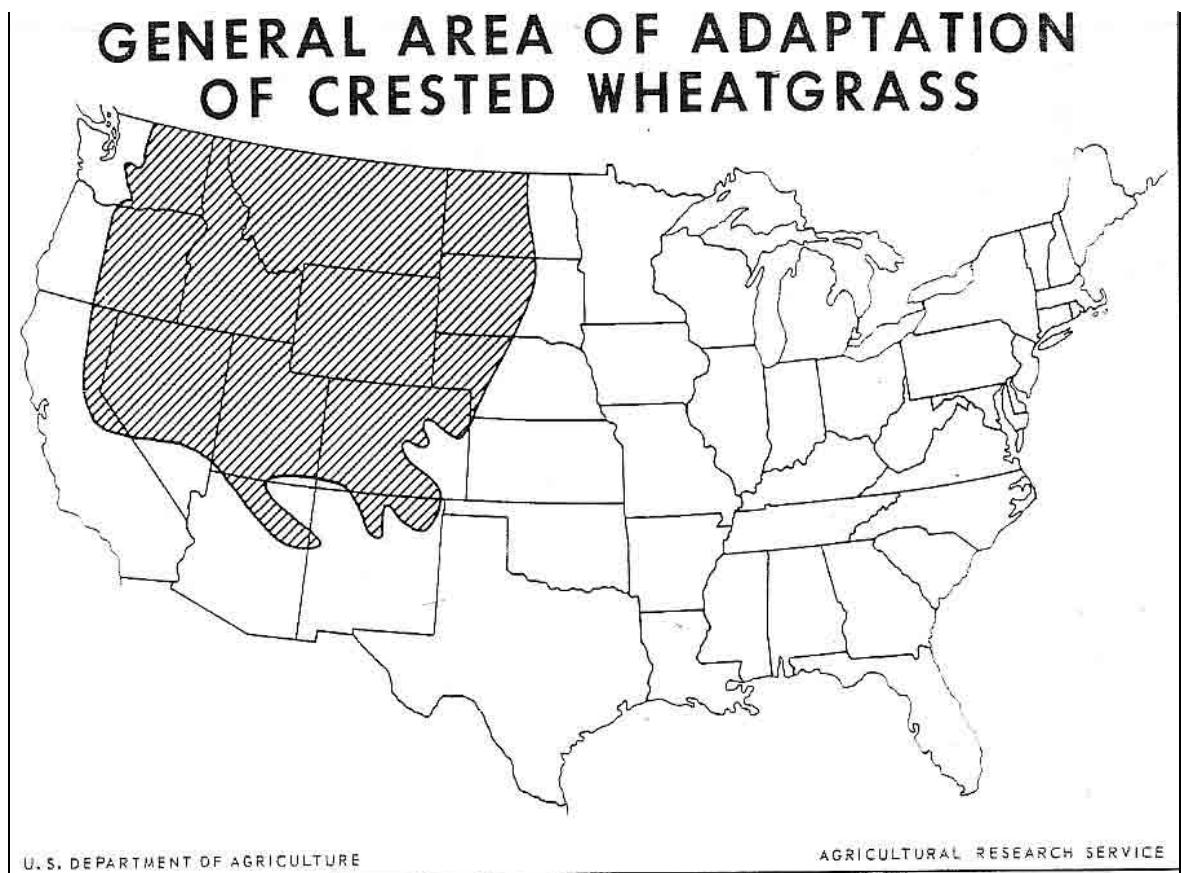 GENERAL AREA OF ADAPTATION
OF CRESTED WHEATGRASS
U. S. DEPARTMENT OF AGRICULTURE
AGRICULTURAL RESEARCH SERVICE